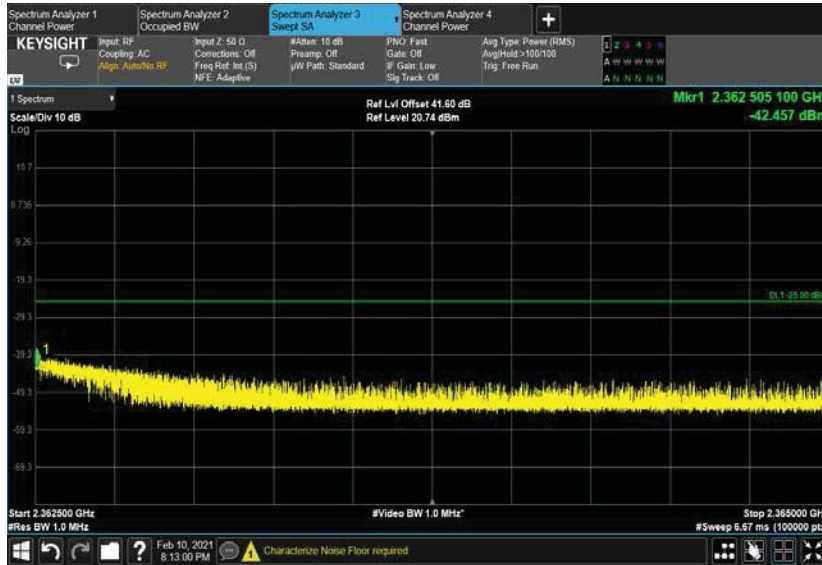 Spectrum Analyzer 1
Channel Power
Spectrum Analyzer 2
Occupied BW
Spectrum Analyzer 3
Swept SA
Spectrum Analyzer 4
Channel Power
KEYSIGHT
Input: RF
Coupling: AC
Align: Auto/No RF
Input Z: 50 Ω
Corrections: Off
Freq Ref: Int (S)
NFE: Adaptive
#Atten: 10 dB
Preamp: Off
µW Path: Standard
PNO: Fast
Gate: Off
IF Gain: Low
Sig Track: Off
Avg Type: Power (RMS)
Avg|Hold:>100/100
Trig: Free Run
1 2 3 4 5 6
A W W W W W
A N N N N N
1 Spectrum
Scale/Div 10 dB
Log
Ref Lvl Offset 41.60 dB
Ref Level 20.74 dBm
Mkr1 2.362 505 100 GH
-42.457 dBm
10.7
0.736
-9.26
-19.3
DL1 -25.00 dB
-29.3
-39.3
1
-49.3
-59.3
-69.3
Start 2.362500 GHz
#Res BW 1.0 MHz
#Video BW 1.0 MHz*
Stop 2.365000 GH
#Sweep 6.67 ms (100000 pts
Feb 10, 2021
8:13:00 PM
Characterize Noise Floor required